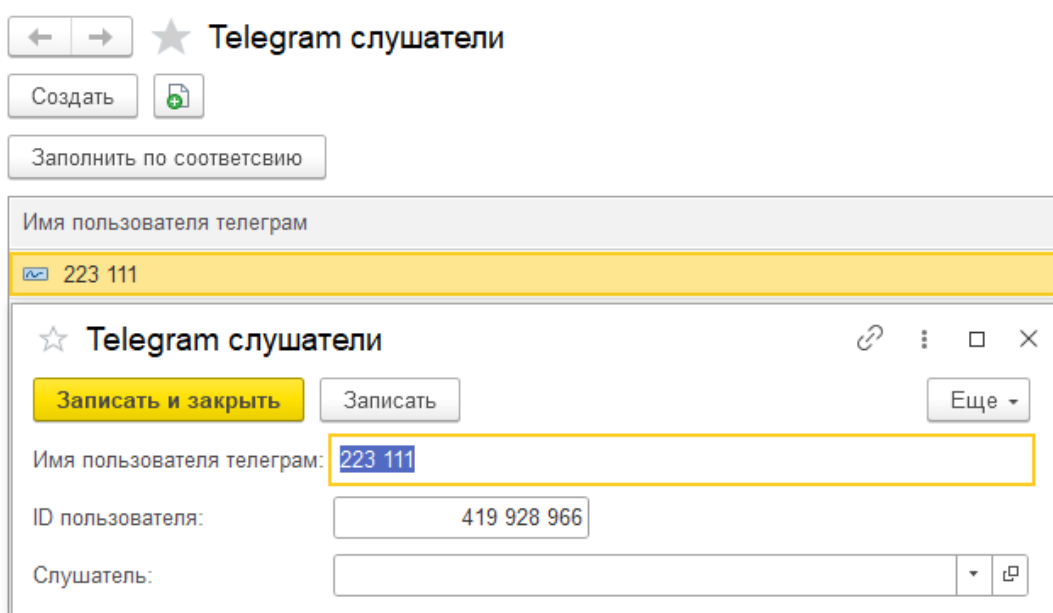 Telegram слушатели
Создать
Заполнить по соответсвию
Имя пользователя телеграм
223 111
Telegram слушатели
Записать и закрыть Записать Еще
Имя пользователя телеграм: 223 111
ID пользователя: 419 928 966
Слушатель: